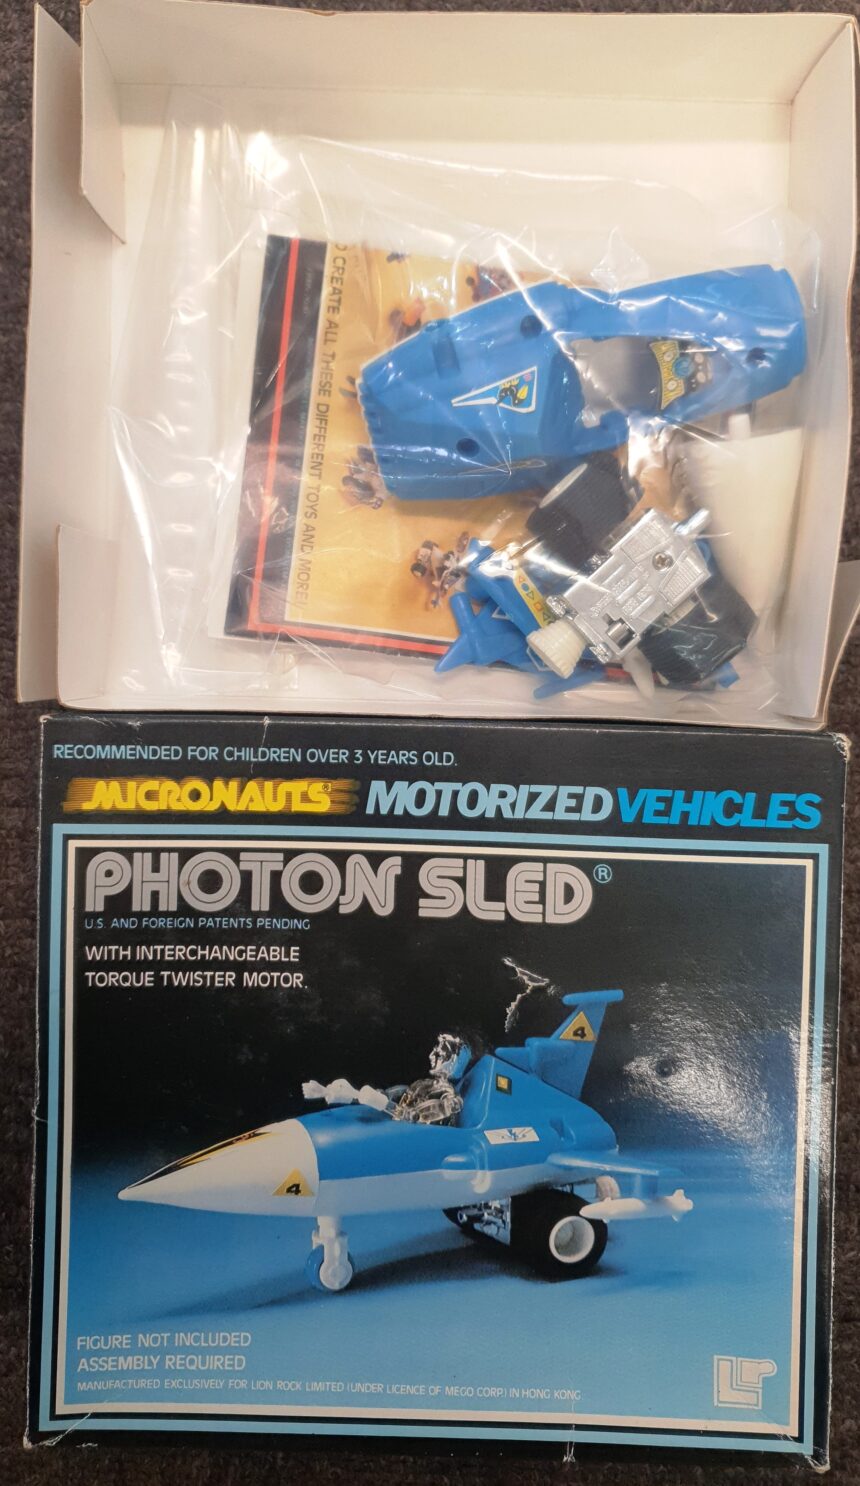 O CREATE ALL THESE DIFFERENT TOYS AND MORE!
RECOMMENDED FOR CHILDREN OVER 3 YEARS OLD.
MICRONAUTS® MOTORIZED VEHICLES
PHOTON SLED®
U.S. AND FOREIGN PATENTS PENDING
WITH INTERCHANGEABLE
TORQUE TWISTER MOTOR.
4
4
FIGURE NOT INCLUDED
ASSEMBLY REQUIRED
MANUFACTURED EXCLUSIVELY FOR LION ROCK LIMITED (UNDER LICENCE OF MEGO CORP.) IN HONG KONG
LR